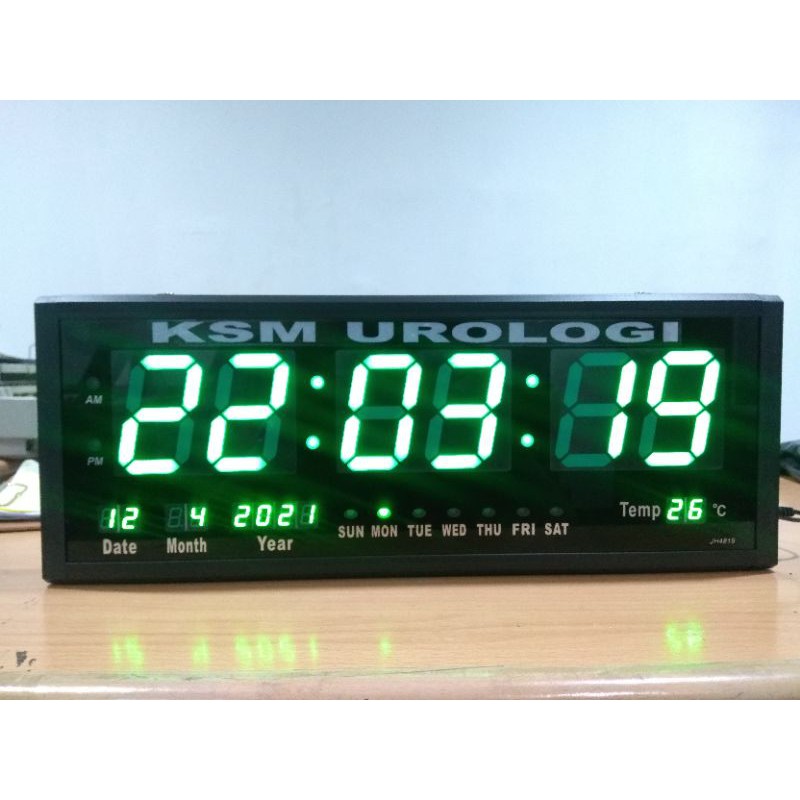 KSM UROLOGI
AM
22:03:19
PM
12 4 2021
Date Month Year
SUN MON TUE WED THU FRI SAT
Temp 26 °C